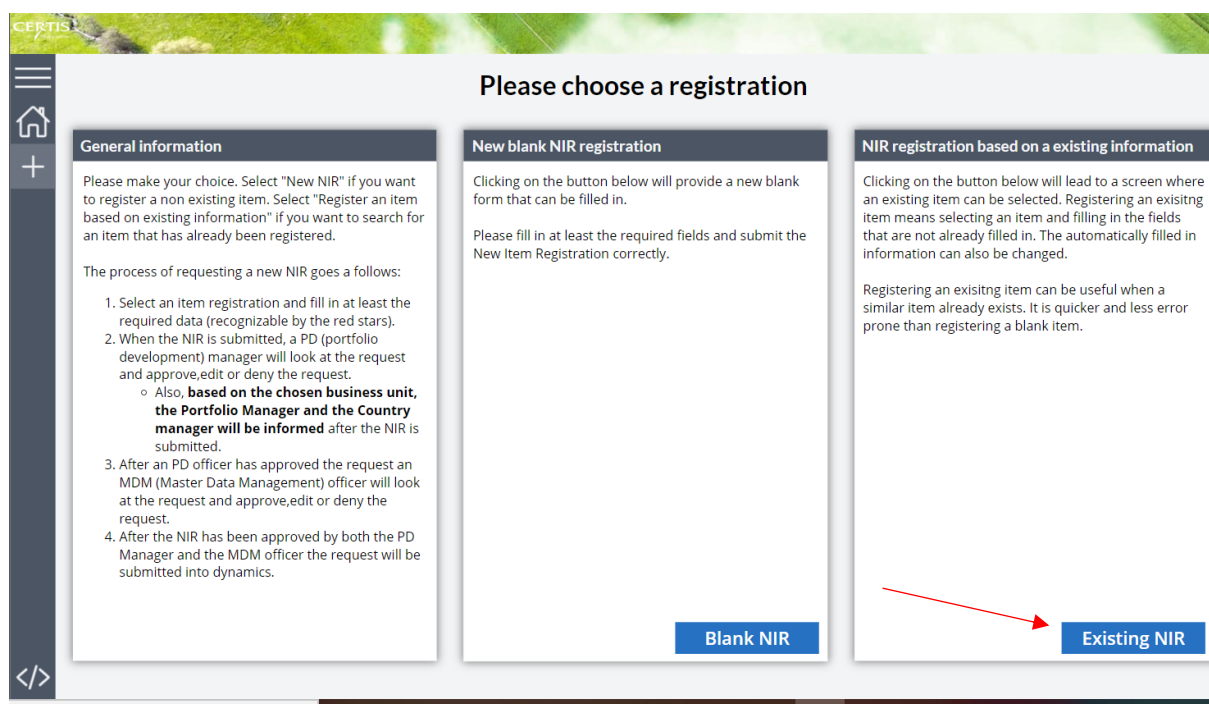 CERTIS
Please choose a registration
General information
Please make your choice. Select "New NIR" if you want
to register a non existing item. Select "Register an item
based on existing information" if you want to search for
an item that has already been registered.
The process of requesting a new NIR goes a follows:
1. Select an item registration and fill in at least the
required data (recognizable by the red stars).
2. When the NIR is submitted, a PD (portfolio
development) manager will look at the request
and approve,edit or deny the request.
Also, based on the chosen business unit,
the Portfolio Manager and the Country
manager will be informed after the NIR is
submitted.
3. After an PD officer has approved the request an
MDM (Master Data Management) officer will look
at the request and approve,edit or deny the
request.
4. After the NIR has been approved by both the PD
Manager and the MDM officer the request will be
submitted into dynamics.
New blank NIR registration
Clicking on the button below will provide a new blank
form that can be filled in.
Please fill in at least the required fields and submit the
New Item Registration correctly.
Blank NIR
NIR registration based on a existing information
Clicking on the button below will lead to a screen where
an existing item can be selected. Registering an exisitng
item means selecting an item and filling in the fields
that are not already filled in. The automatically filled in
information can also be changed.
Registering an exisitng item can be useful when a
similar item already exists. It is quicker and less error
prone than registering a blank item.
Existing NIR